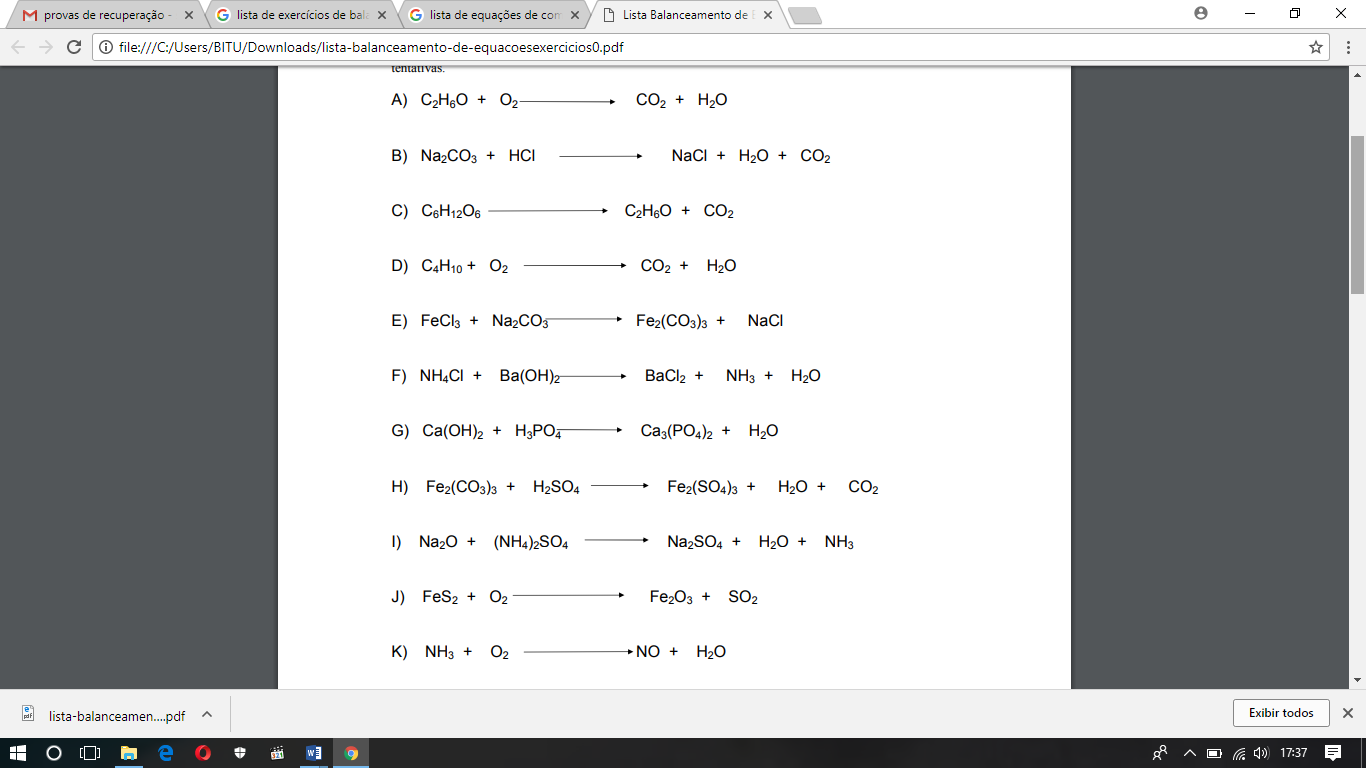 provas de recuperação -
lista de exercícios de bala
lista de equações de com
Lista Balanceamento de E
file:///C:/Users/BITU/Downloads/lista-balanceamento-de-equacoesexercicios0.pdf
tentativas.
A) C₂H₆O + O₂ → CO₂ + H₂O
B) Na₂CO₃ + HCl → NaCl + H₂O + CO₂
C) C₆H₁₂O₆ → C₂H₆O + CO₂
D) C₄H₁₀ + O₂ → CO₂ + H₂O
E) FeCl₃ + Na₂CO₃ → Fe₂(CO₃)₃ + NaCl
F) NH₄Cl + Ba(OH)₂ → BaCl₂ + NH₃ + H₂O
G) Ca(OH)₂ + H₃PO₄ → Ca₃(PO₄)₂ + H₂O
H) Fe₂(CO₃)₃ + H₂SO₄ → Fe₂(SO₄)₃ + H₂O + CO₂
I) Na₂O + (NH₄)₂SO₄ → Na₂SO₄ + H₂O + NH₃
J) FeS₂ + O₂ → Fe₂O₃ + SO₂
K) NH₃ + O₂ → NO + H₂O
lista-balanceamen....pdf
Exibir todos
17:37